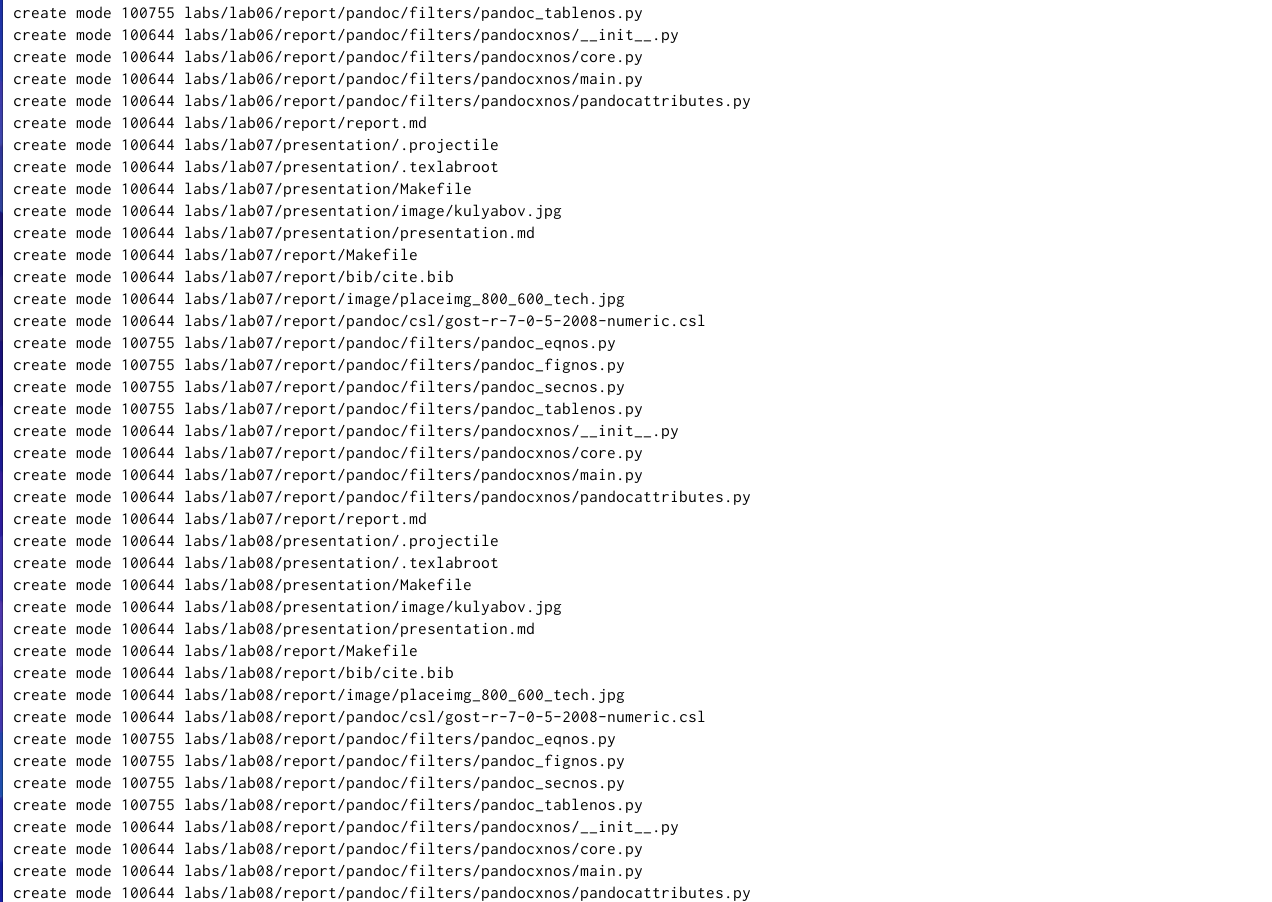 create mode 100755 labs/lab06/report/pandoc/filters/pandoc_tablenos.py
create mode 100644 labs/lab06/report/pandoc/filters/pandocxnos/__init__.py
create mode 100644 labs/lab06/report/pandoc/filters/pandocxnos/core.py
create mode 100644 labs/lab06/report/pandoc/filters/pandocxnos/main.py
create mode 100644 labs/lab06/report/pandoc/filters/pandocxnos/pandocattributes.py
create mode 100644 labs/lab06/report/report.md
create mode 100644 labs/lab07/presentation/.projectile
create mode 100644 labs/lab07/presentation/.texlabroot
create mode 100644 labs/lab07/presentation/Makefile
create mode 100644 labs/lab07/presentation/image/kulyabov.jpg
create mode 100644 labs/lab07/presentation/presentation.md
create mode 100644 labs/lab07/report/Makefile
create mode 100644 labs/lab07/report/bib/cite.bib
create mode 100644 labs/lab07/report/image/placeimg_800_600_tech.jpg
create mode 100644 labs/lab07/report/pandoc/csl/gost-r-7-0-5-2008-numeric.csl
create mode 100755 labs/lab07/report/pandoc/filters/pandoc_eqnos.py
create mode 100755 labs/lab07/report/pandoc/filters/pandoc_fignos.py
create mode 100755 labs/lab07/report/pandoc/filters/pandoc_secnos.py
create mode 100755 labs/lab07/report/pandoc/filters/pandoc_tablenos.py
create mode 100644 labs/lab07/report/pandoc/filters/pandocxnos/__init__.py
create mode 100644 labs/lab07/report/pandoc/filters/pandocxnos/core.py
create mode 100644 labs/lab07/report/pandoc/filters/pandocxnos/main.py
create mode 100644 labs/lab07/report/pandoc/filters/pandocxnos/pandocattributes.py
create mode 100644 labs/lab07/report/report.md
create mode 100644 labs/lab08/presentation/.projectile
create mode 100644 labs/lab08/presentation/.texlabroot
create mode 100644 labs/lab08/presentation/Makefile
create mode 100644 labs/lab08/presentation/image/kulyabov.jpg
create mode 100644 labs/lab08/presentation/presentation.md
create mode 100644 labs/lab08/report/Makefile
create mode 100644 labs/lab08/report/bib/cite.bib
create mode 100644 labs/lab08/report/image/placeimg_800_600_tech.jpg
create mode 100644 labs/lab08/report/pandoc/csl/gost-r-7-0-5-2008-numeric.csl
create mode 100755 labs/lab08/report/pandoc/filters/pandoc_eqnos.py
create mode 100755 labs/lab08/report/pandoc/filters/pandoc_fignos.py
create mode 100755 labs/lab08/report/pandoc/filters/pandoc_secnos.py
create mode 100755 labs/lab08/report/pandoc/filters/pandoc_tablenos.py
create mode 100644 labs/lab08/report/pandoc/filters/pandocxnos/__init__.py
create mode 100644 labs/lab08/report/pandoc/filters/pandocxnos/core.py
create mode 100644 labs/lab08/report/pandoc/filters/pandocxnos/main.py
create mode 100644 labs/lab08/report/pandoc/filters/pandocxnos/pandocattributes.py